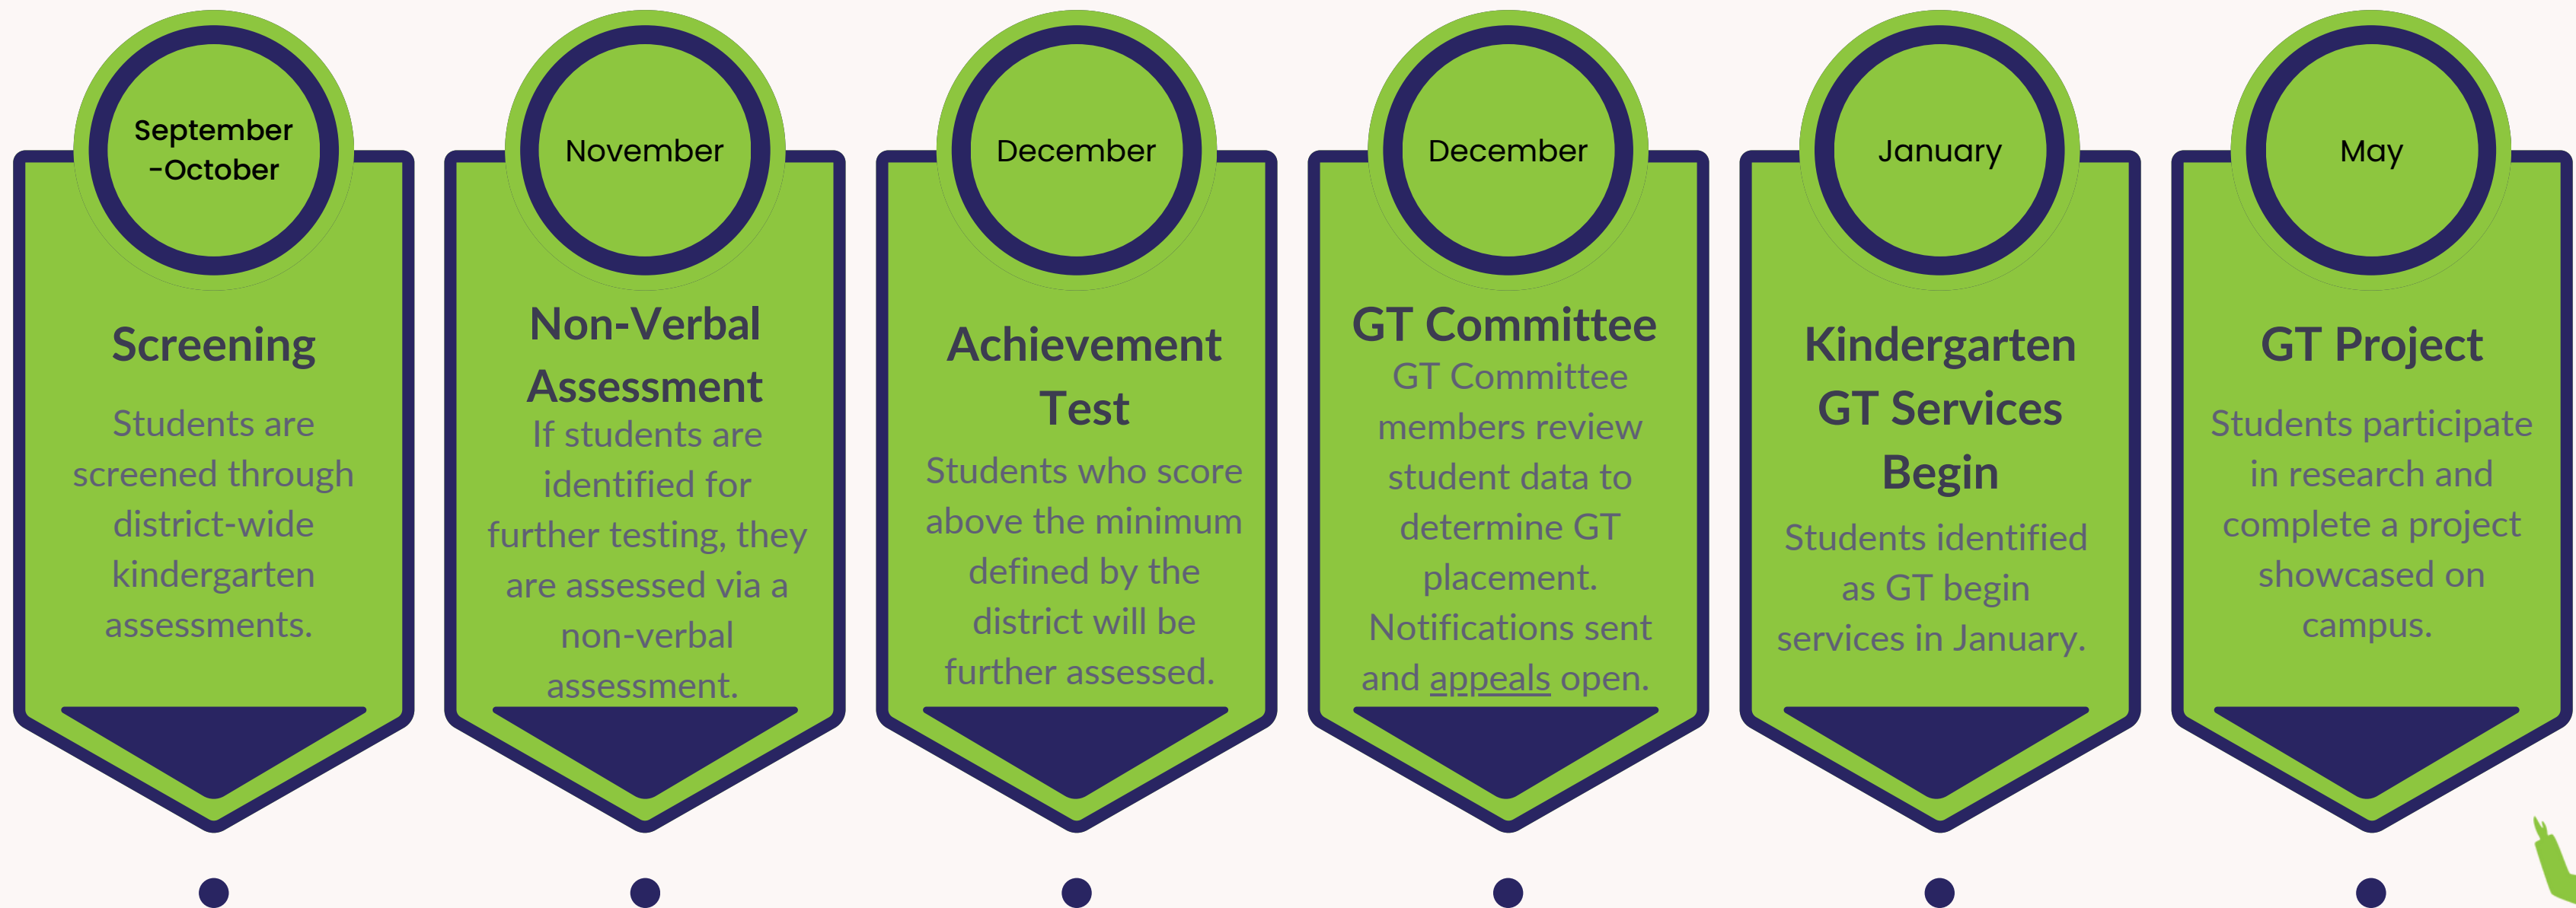 September
-October
Screening
Students are
screened through
district-wide
kindergarten
assessments.
November
Non-Verbal
Assessment
If students are
identified for
further testing, they
are assessed via a
non-verbal
assessment.
December
Achievement
Test
Students who score
above the minimum
defined by the
district will be
further assessed.
December
GT Committee
GT Committee
members review
student data to
determine GT
placement.
Notifications sent
and appeals open.
January
Kindergarten
GT Services
Begin
Students identified
as GT begin
services in January.
May
GT Project
Students participate
in research and
complete a project
showcased on
campus.